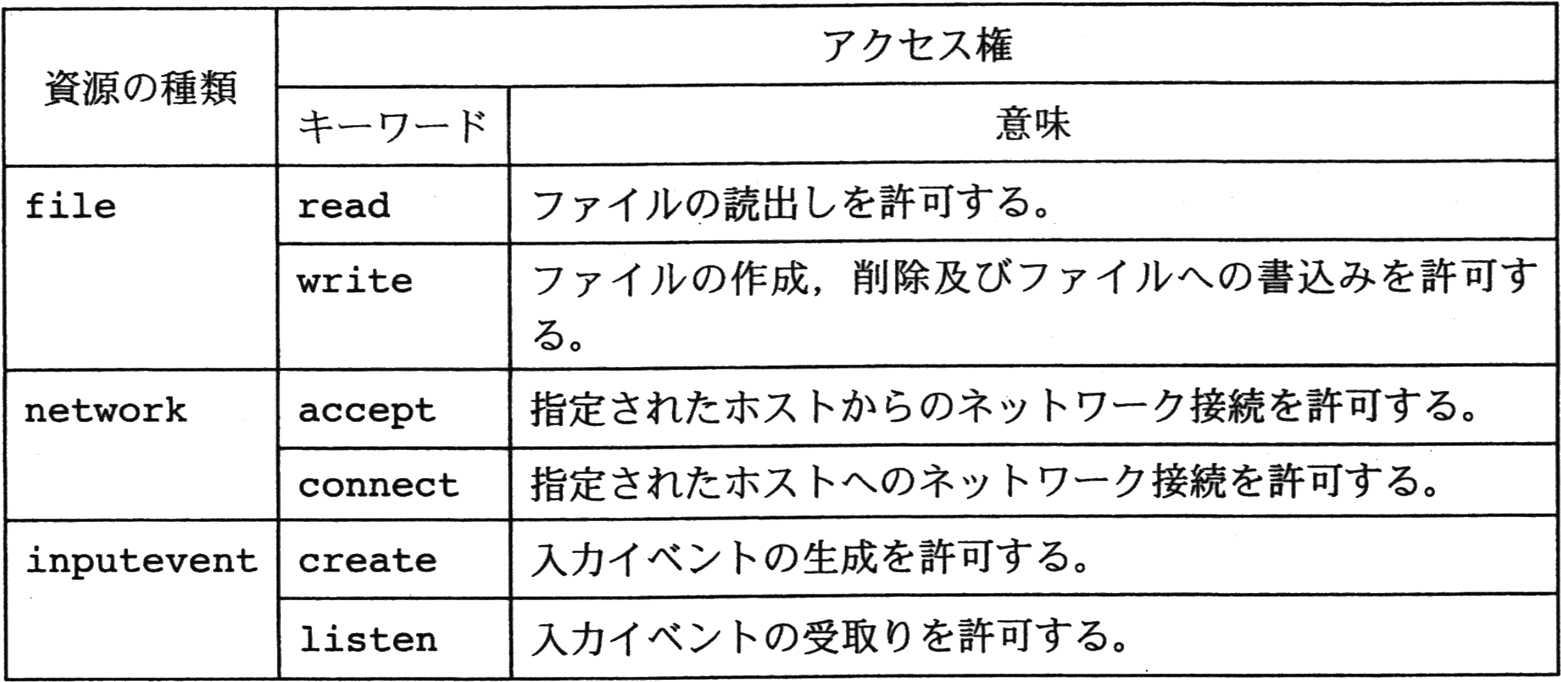 資源の種類
アクセス権
キーワード
意味
file
read
ファイルの読出しを許可する。
write
ファイルの作成，削除及びファイルへの書込みを許可す
る。
network
accept
指定されたホストからのネットワーク接続を許可する。
connect
指定されたホストへのネットワーク接続を許可する。
inputevent
create
入力イベントの生成を許可する。
listen
入力イベントの受取りを許可する。